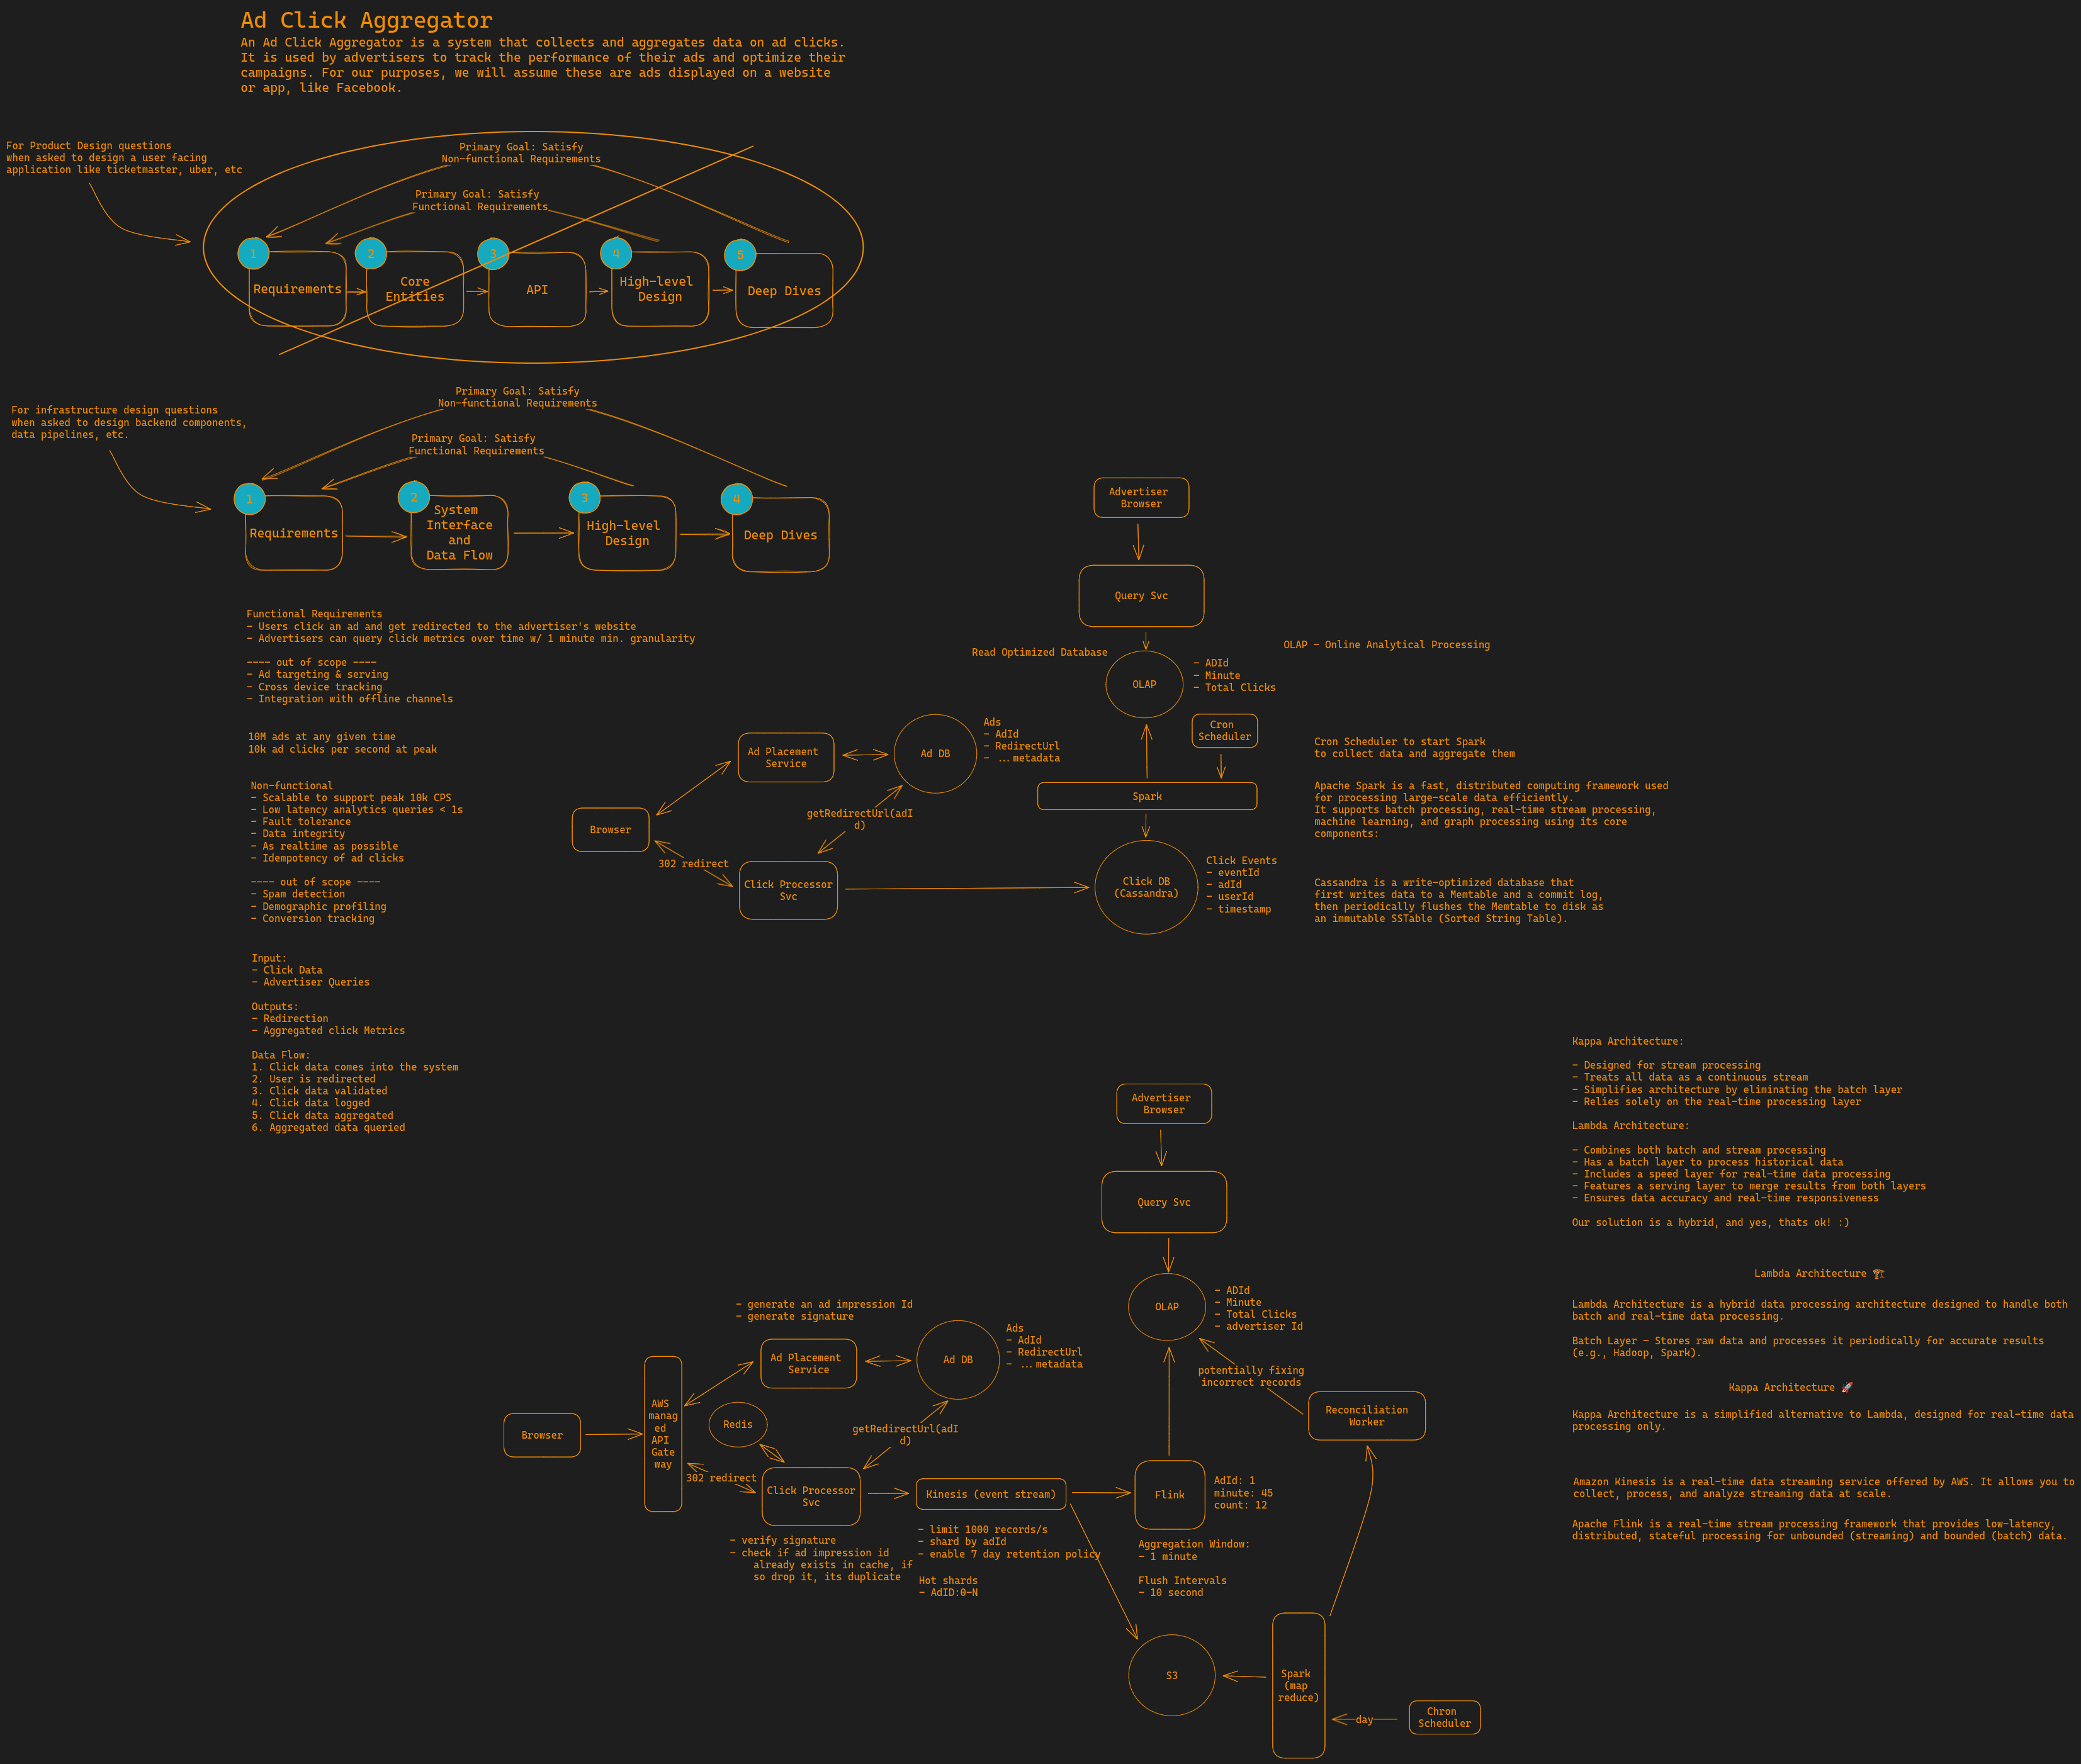 Ad Click Aggregator
An Ad Click Aggregator is a system that collects and aggregates data on ad clicks.
It is used by advertisers to track the performance of their ads and optimize their
campaigns. For our purposes, we will assume these are ads displayed on a website
or app, like Facebook.
For Product Design questions
when asked to design a user facing
application like ticketmaster, uber, etc
Primary Goal: Satisfy
Non-functional Requirements
Primary Goal: Satisfy
Functional Requirements
1
Requirements
2
Core
Entities
3
API
4
High-level
Design
5
Deep Dives
For infrastructure design questions
when asked to design backend components,
data pipelines, etc.
Primary Goal: Satisfy
Non-functional Requirements
Primary Goal: Satisfy
Functional Requirements
1
Requirements
2
System
Interface
and
Data Flow
3
High-level
Design
4
Deep Dives
Functional Requirements
- Users click an ad and get redirected to the advertiser's website
- Advertisers can query click metrics over time w/ 1 minute min. granularity
---- out of scope ----
- Ad targeting & serving
- Cross device tracking
- Integration with offline channels
10M ads at any given time
10k ad clicks per second at peak
Non-functional
- Scalable to support peak 10k CPS
- Low latency analytics queries < 1s
- Fault tolerance
- Data integrity
- As realtime as possible
- Idempotency of ad clicks
---- out of scope ----
- Spam detection
- Demographic profiling
- Conversion tracking
Input:
- Click Data
- Advertiser Queries
Outputs:
- Redirection
- Aggregated click Metrics
Data Flow:
1. Click data comes into the system
2. User is redirected
3. Click data validated
4. Click data logged
5. Click data aggregated
6. Aggregated data queried
Advertiser
Browser
Query Svc
Read Optimized Database
OLAP
- ADId
- Minute
- Total Clicks
OLAP - Online Analytical Processing
Cron
Scheduler
Cron Scheduler to start Spark
to collect data and aggregate them
Spark
Apache Spark is a fast, distributed computing framework used
for processing large-scale data efficiently.
It supports batch processing, real-time stream processing,
machine learning, and graph processing using its core
components:
Browser
Ad Placement
Service
Ad DB
Ads
- AdId
- RedirectUrl
- ...metadata
getRedirectUrl(adI
d)
302 redirect
Click Processor
Svc
Click DB
(Cassandra)
Click Events
- eventId
- adId
- userId
- timestamp
Cassandra is a write-optimized database that
first writes data to a Memtable and a commit log,
then periodically flushes the Memtable to disk as
an immutable SSTable (Sorted String Table).
Kappa Architecture:
- Designed for stream processing
- Treats all data as a continuous stream
- Simplifies architecture by eliminating the batch layer
- Relies solely on the real-time processing layer
Lambda Architecture:
- Combines both batch and stream processing
- Has a batch layer to process historical data
- Includes a speed layer for real-time data processing
- Features a serving layer to merge results from both layers
- Ensures data accuracy and real-time responsiveness
Our solution is a hybrid, and yes, thats ok! :)
Lambda Architecture 🏗️
Lambda Architecture is a hybrid data processing architecture designed to handle both
batch and real-time data processing.
Batch Layer – Stores raw data and processes it periodically for accurate results
(e.g., Hadoop, Spark).
Kappa Architecture 🚀
Kappa Architecture is a simplified alternative to Lambda, designed for real-time data
processing only.
Amazon Kinesis is a real-time data streaming service offered by AWS. It allows you to
collect, process, and analyze streaming data at scale.
Apache Flink is a real-time stream processing framework that provides low-latency,
distributed, stateful processing for unbounded (streaming) and bounded (batch) data.
Advertiser
Browser
Query Svc
OLAP
- ADId
- Minute
- Total Clicks
- advertiser Id
potentially fixing
incorrect records
Reconciliation
Worker
- generate an ad impression Id
- generate signature
Ad Placement
Service
Ad DB
Ads
- AdId
- RedirectUrl
- ...metadata
Browser
AWS
manag
ed
API
Gate
way
Redis
getRedirectUrl(adI
d)
302 redirect
Click Processor
Svc
- verify signature
- check if ad impression id
already exists in cache, if
so drop it, its duplicate
Kinesis (event stream)
- limit 1000 records/s
- shard by adId
- enable 7 day retention policy
Hot shards
- AdID:0-N
Flink
AdId: 1
minute: 45
count: 12
Aggregation Window:
- 1 minute
Flush Intervals
- 10 second
S3
Spark
(map
reduce)
day
Chron
Scheduler